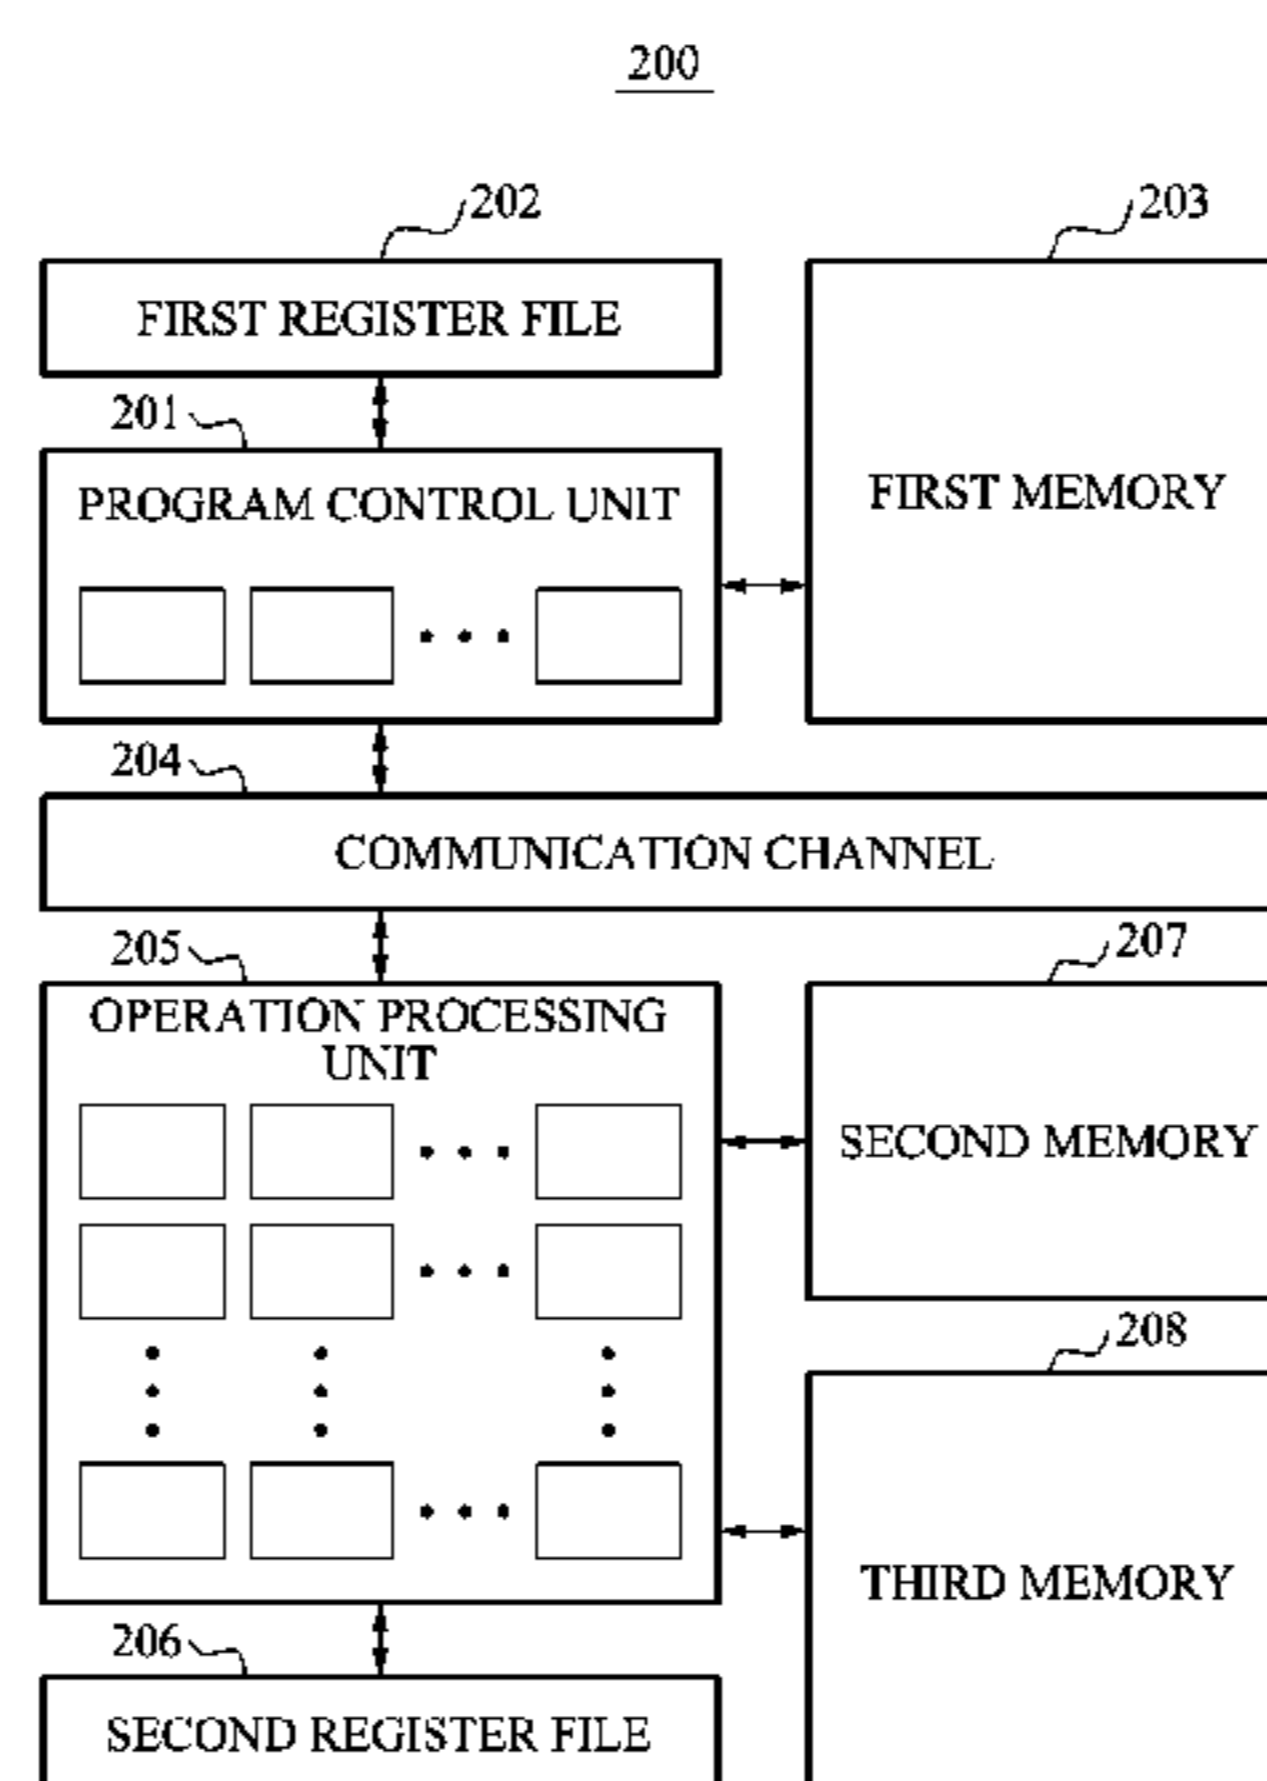 200
202
203
FIRST REGISTER FILE
201
PROGRAM CONTROL UNIT
FIRST MEMORY
204
COMMUNICATION CHANNEL
205
207
OPERATION PROCESSING
UNIT
SECOND MEMORY
208
THIRD MEMORY
206
SECOND REGISTER FILE